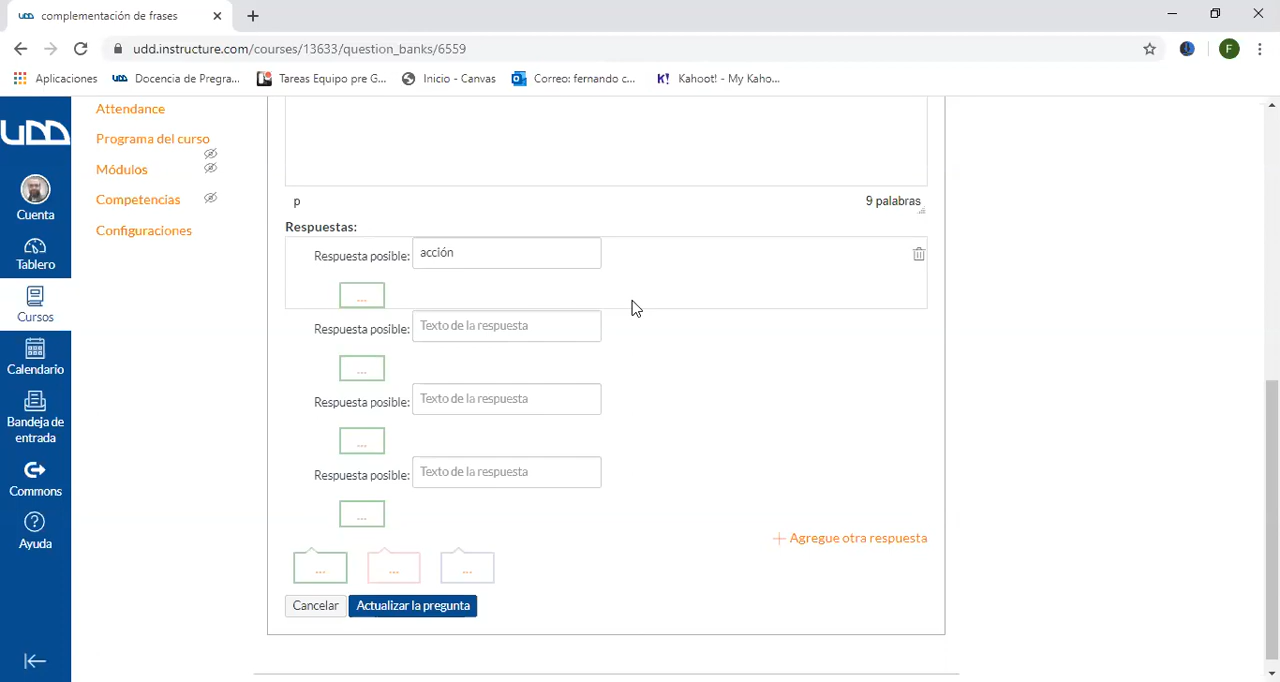 complementación de frases
udd.instructure.com/courses/13633/question_banks/6559
F
Aplicaciones
Docencia de Pregra...
Tareas Equipo pre G...
Inicio - Canvas
Correo: fernando c...
K! Kahoot! - My Kaho...
UDD
Cuenta
Tablero
Cursos
Calendario
Bandeja de
entrada
Commons
Ayuda
Attendance
Programa del curso
Módulos
Competencias
Configuraciones
p
9 palabras
Respuestas:
Respuesta posible: acción
...
Respuesta posible: Texto de la respuesta
...
Respuesta posible: Texto de la respuesta
...
Respuesta posible: Texto de la respuesta
...
+ Agregue otra respuesta
... ... ...
Cancelar Actualizar la pregunta